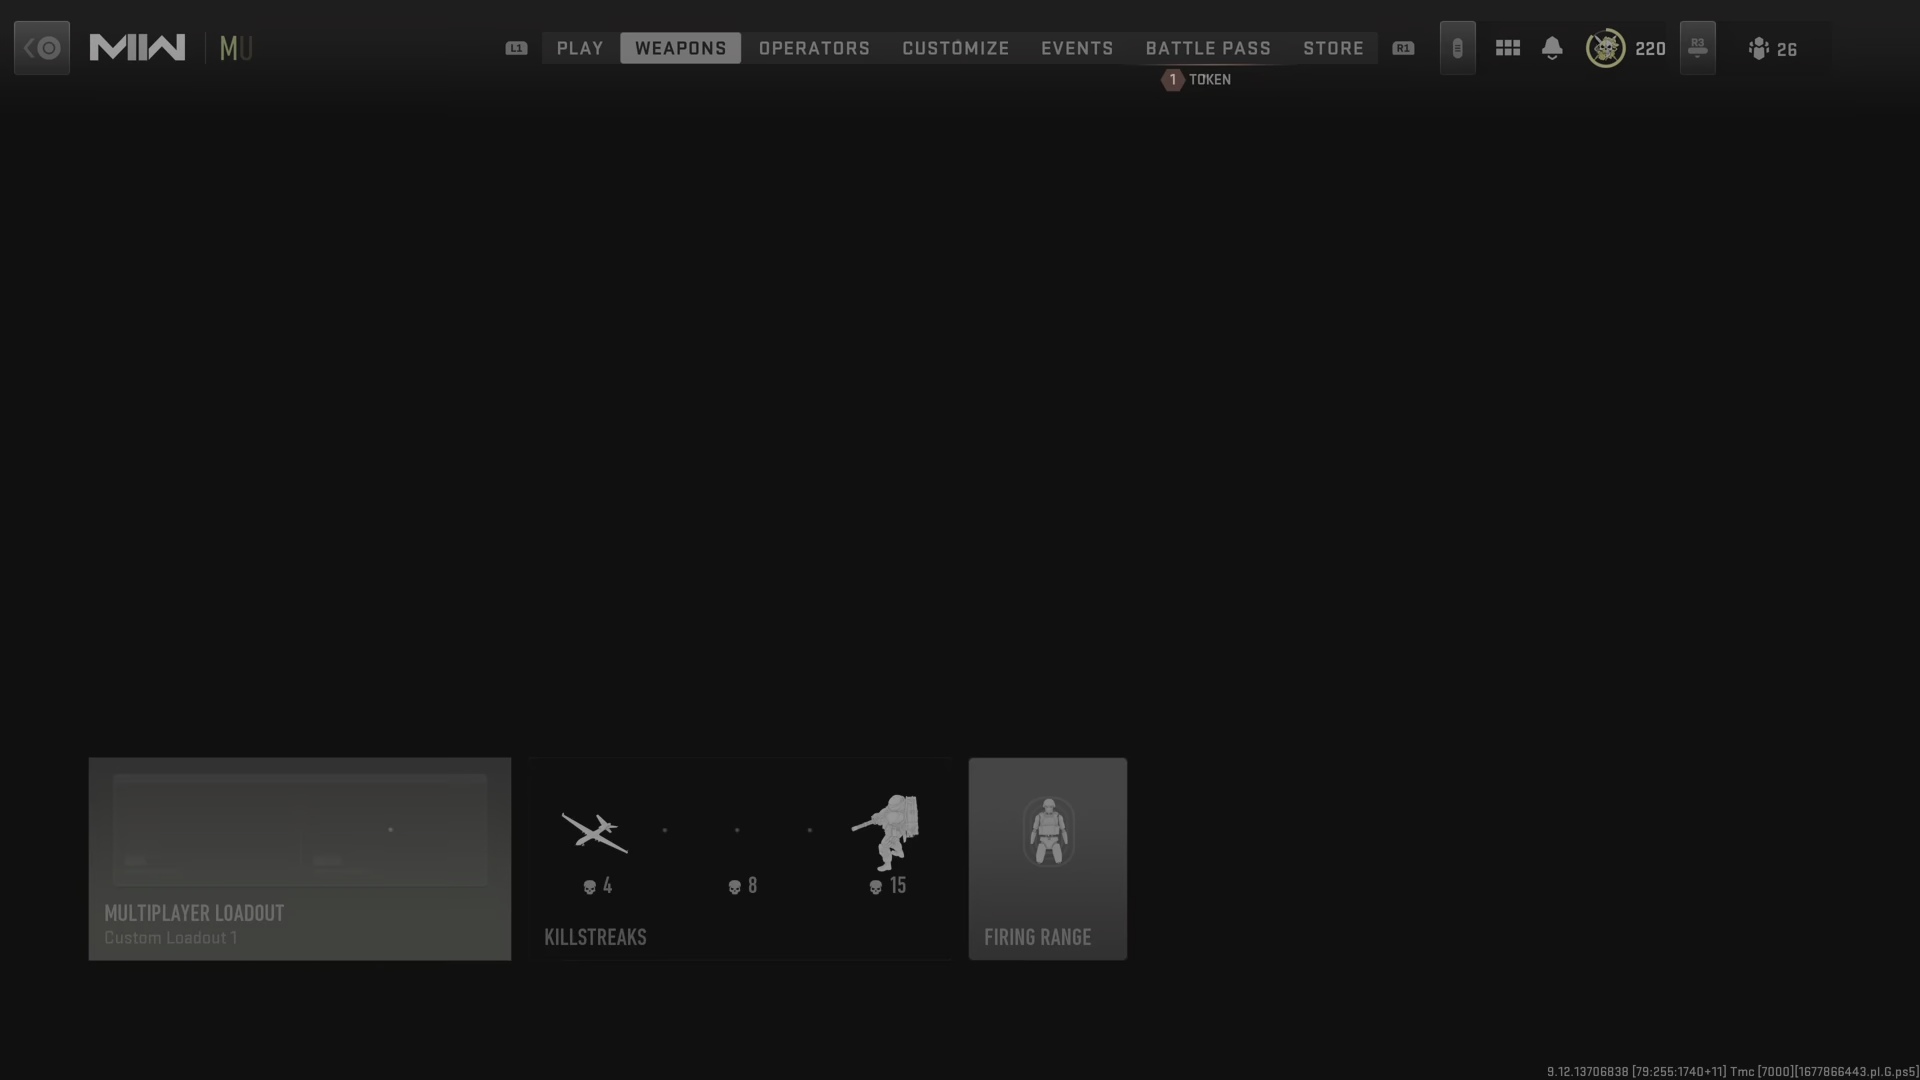 MW MU
L1 PLAY WEAPONS OPERATORS CUSTOMIZE EVENTS BATTLE PASS STORE R1 220 R3 26
1 TOKEN
4 8 15
MULTIPLAYER LOADOUT
Custom Loadout 1
KILLSTREAKS
FIRING RANGE
9.12.13706838 [79:255:1740+11] Tmc [7000][1677866443.pl.G.ps5]